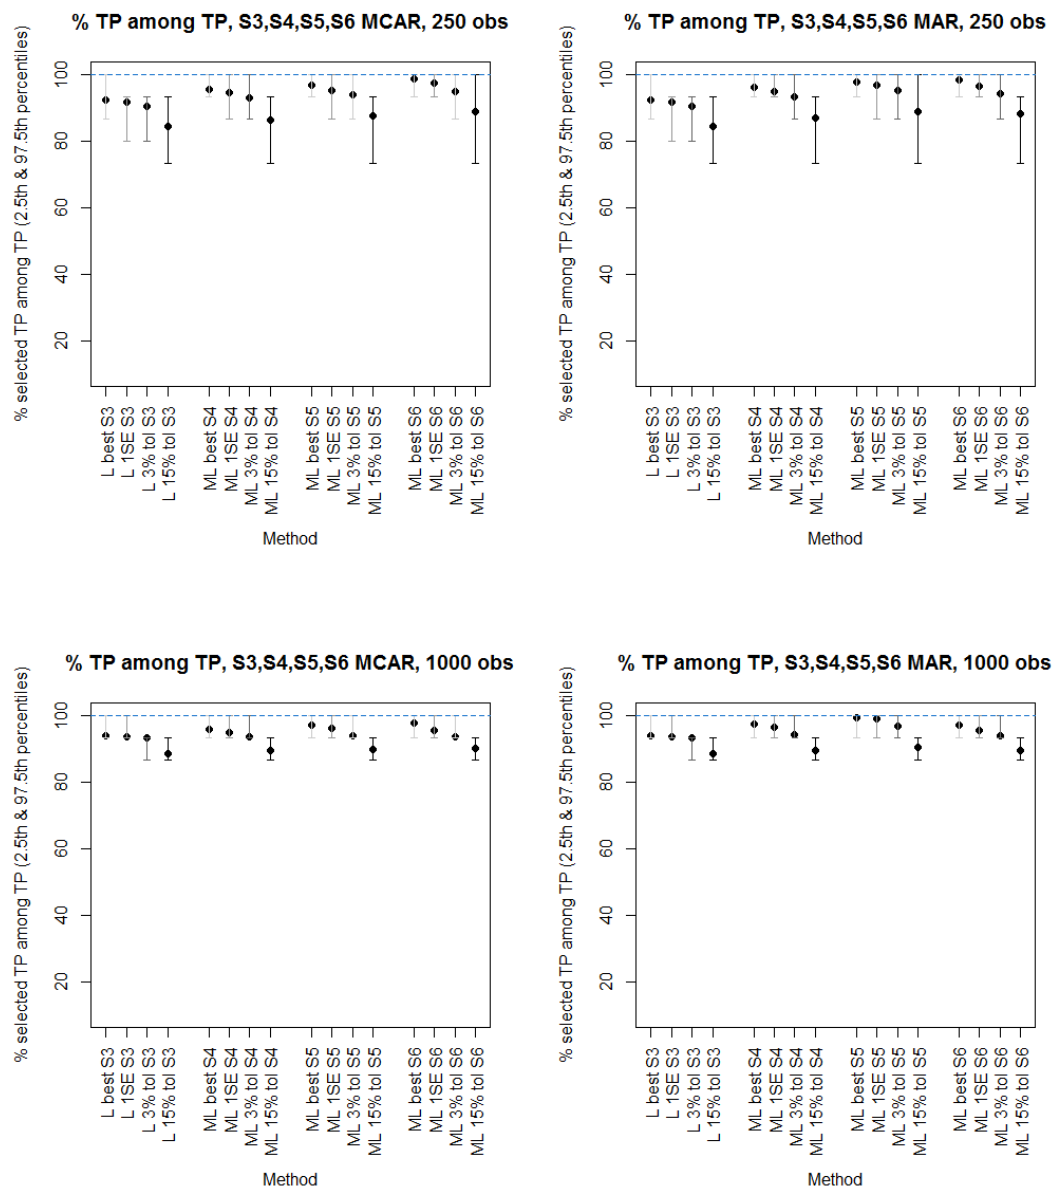 % TP among TP, S3,S4,S5,S6 MCAR, 250 obs
% selected TP among TP (2.5th & 97.5th percentiles)
100
80
60
40
20
L best S3
L 1SE S3
L 3% tol S3
L 15% tol S3
ML best S4
ML 1SE S4
ML 3% tol S4
ML 15% tol S4
ML best S5
ML 1SE S5
ML 3% tol S5
ML 15% tol S5
ML best S6
ML 1SE S6
ML 3% tol S6
ML 15% tol S6
Method
% TP among TP, S3,S4,S5,S6 MAR, 250 obs
% selected TP among TP (2.5th & 97.5th percentiles)
100
80
60
40
20
L best S3
L 1SE S3
L 3% tol S3
L 15% tol S3
ML best S4
ML 1SE S4
ML 3% tol S4
ML 15% tol S4
ML best S5
ML 1SE S5
ML 3% tol S5
ML 15% tol S5
ML best S6
ML 1SE S6
ML 3% tol S6
ML 15% tol S6
Method
% TP among TP, S3,S4,S5,S6 MCAR, 1000 obs
% selected TP among TP (2.5th & 97.5th percentiles)
100
80
60
40
20
L best S3
L 1SE S3
L 3% tol S3
L 15% tol S3
ML best S4
ML 1SE S4
ML 3% tol S4
ML 15% tol S4
ML best S5
ML 1SE S5
ML 3% tol S5
ML 15% tol S5
ML best S6
ML 1SE S6
ML 3% tol S6
ML 15% tol S6
Method
% TP among TP, S3,S4,S5,S6 MAR, 1000 obs
% selected TP among TP (2.5th & 97.5th percentiles)
100
80
60
40
20
L best S3
L 1SE S3
L 3% tol S3
L 15% tol S3
ML best S4
ML 1SE S4
ML 3% tol S4
ML 15% tol S4
ML best S5
ML 1SE S5
ML 3% tol S5
ML 15% tol S5
ML best S6
ML 1SE S6
ML 3% tol S6
ML 15% tol S6
Method